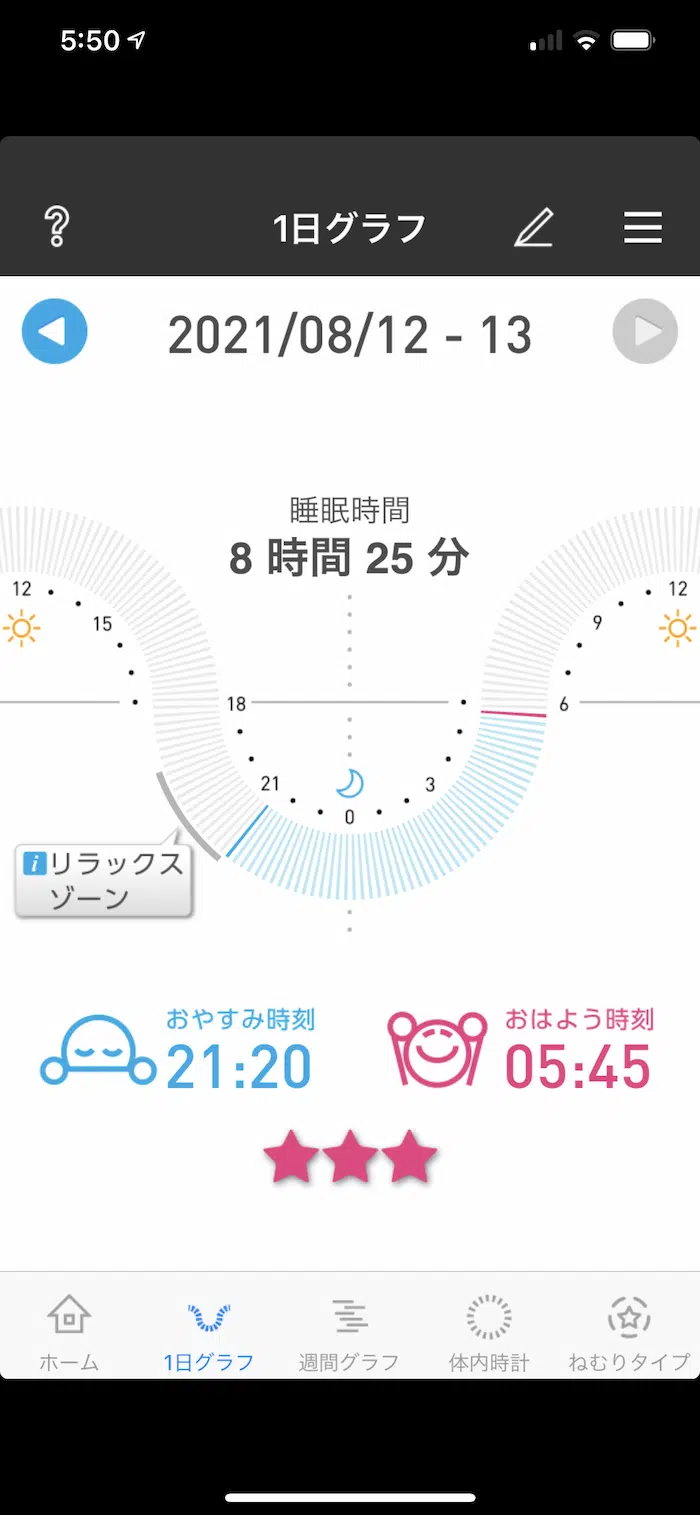 5:50
1日グラフ
2021/08/12 - 13
睡眠時間
8 時間 25 分
12
15
18
21
0
3
6
9
12
i リラックス
ゾーン
おやすみ時刻
21:20
おはよう時刻
05:45
ホーム
1日グラフ
週間グラフ
体内時計
ねむりタイプ